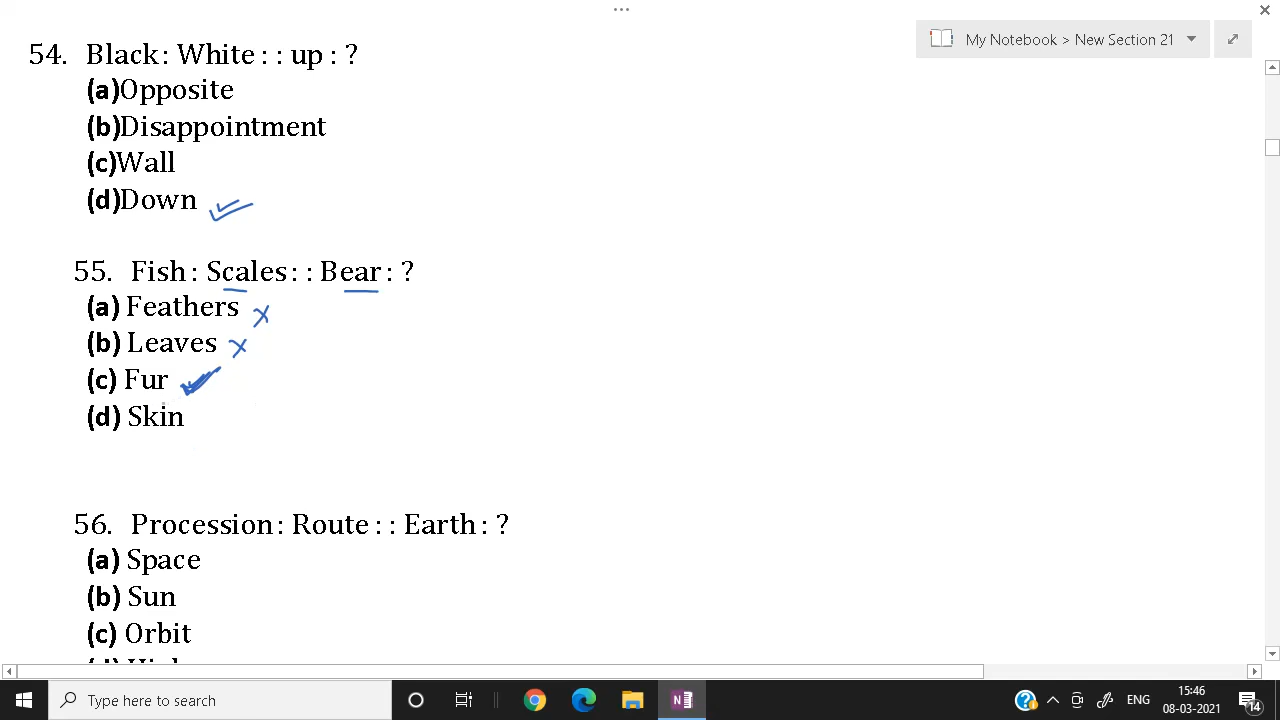 54. Black : White : : up : ?
My Notebook > New Section 21
(a)Opposite
(b)Disappointment
(c)Wall
(d)Down
55. Fish : Scales : : Bear : ?
(a) Feathers
(b) Leaves
(c) Fur
(d) Skin
56. Procession : Route : : Earth : ?
(a) Space
(b) Sun
(c) Orbit
Type here to search
ENG
15:46
08-03-2021
14